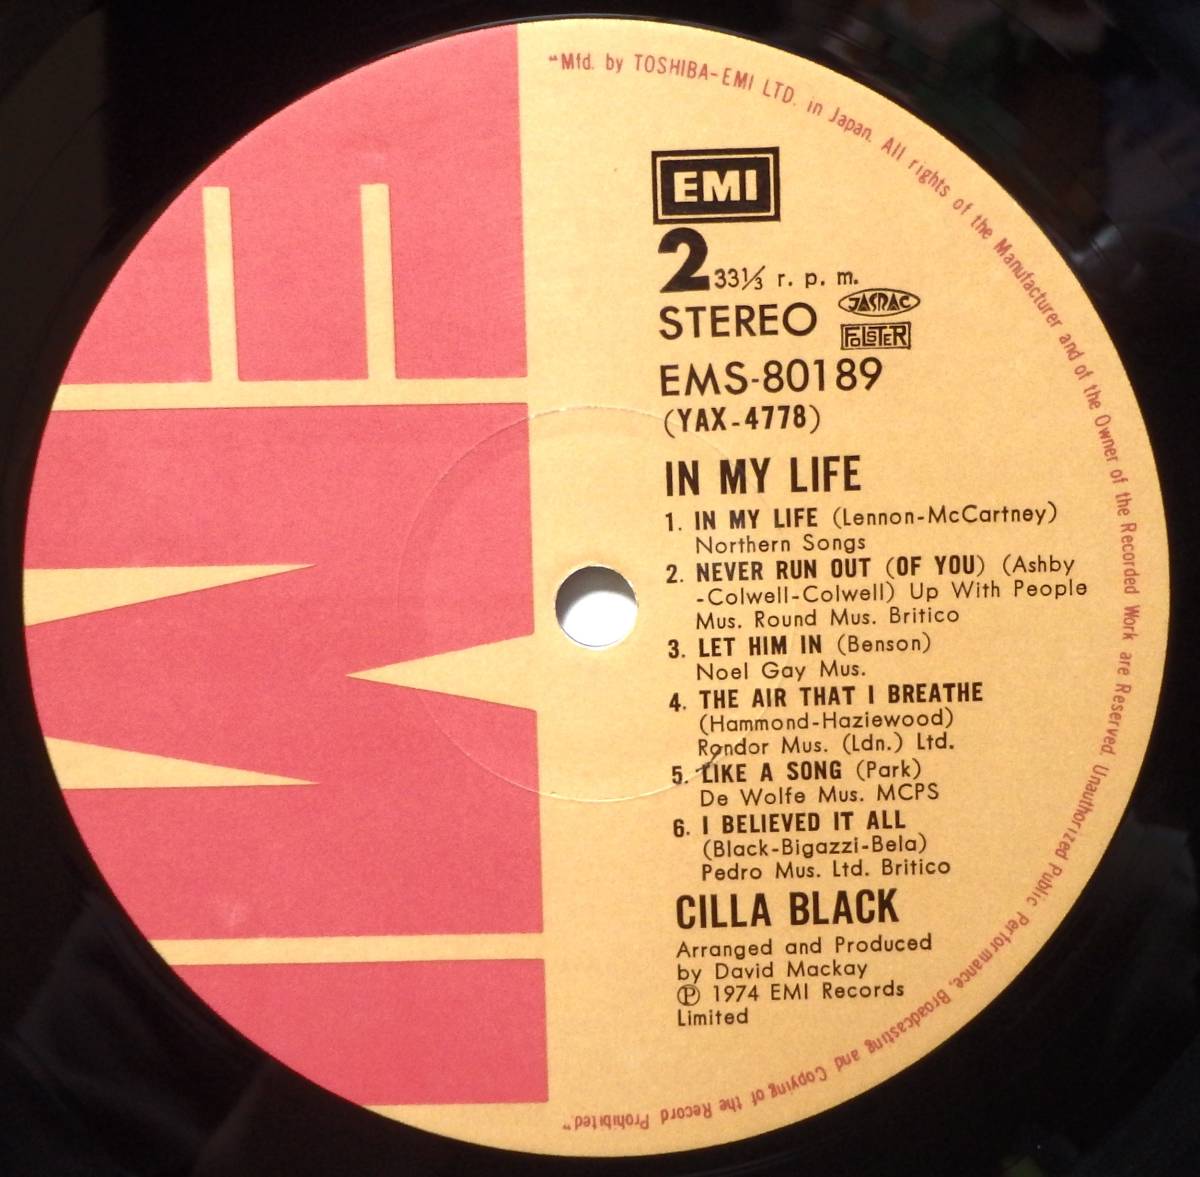 "Mfd. by TOSHIBA-EMI LTD. in Japan. All rights of the Manufacturer and of the Owner of the Recorded Work are Reserved. Unauthorized Public Performance, Broadcasting and Copying of the Record Prohibited."
EMI
EMI
2 33⅓ r. p. m.
STEREO JASRAC
FOLSTER
EMS-80189
(YAX-4778)
IN MY LIFE
1. IN MY LIFE (Lennon-McCartney)
Northern Songs
2. NEVER RUN OUT (OF YOU) (Ashby
-Colwell-Colwell) Up With People
Mus. Round Mus. Britico
3. LET HIM IN (Benson)
Noel Gay Mus.
4. THE AIR THAT I BREATHE
(Hammond-Haziewood)
Rondor Mus. (Ldn.) Ltd.
5. LIKE A SONG (Park)
De Wolfe Mus. MCPS
6. I BELIEVED IT ALL
(Black-Bigazzi-Bela)
Pedro Mus. Ltd. Britico
CILLA BLACK
Arranged and Produced
by David Mackay
℗ 1974 EMI Records
Limited